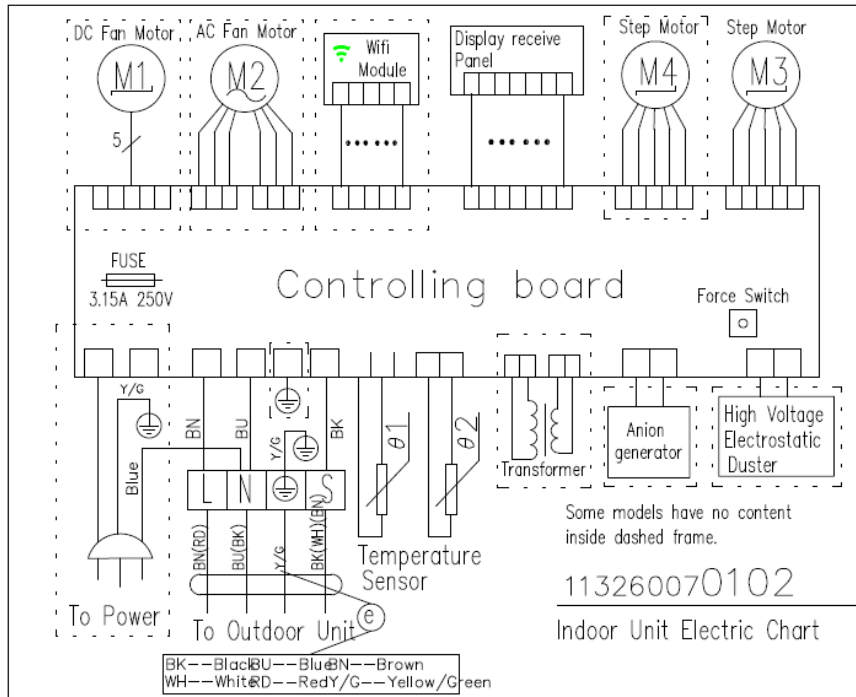 DC Fan Motor AC Fan Motor
Step Motor Step Motor
M1
M2
Wifi
Module
Display receive
Panel
M4
M3
5
FUSE
3.15A 250V
Controlling board
Force Switch
Y/G
BN
BU
BK
Y/G
θ1
θ2
Blue
L N S
Transformer
Anion
generator
High Voltage
Electrostatic
Duster
BN(RD)
BU(BK)
Y/G
BK(WH)(BN)
Temperature
Sensor
Some models have no content
inside dashed frame.
To Power
To Outdoor Unit
e
113260070102
Indoor Unit Electric Chart
BK--Black BU--Blue BN--Brown
WH--White RD--Red Y/G--Yellow/Green